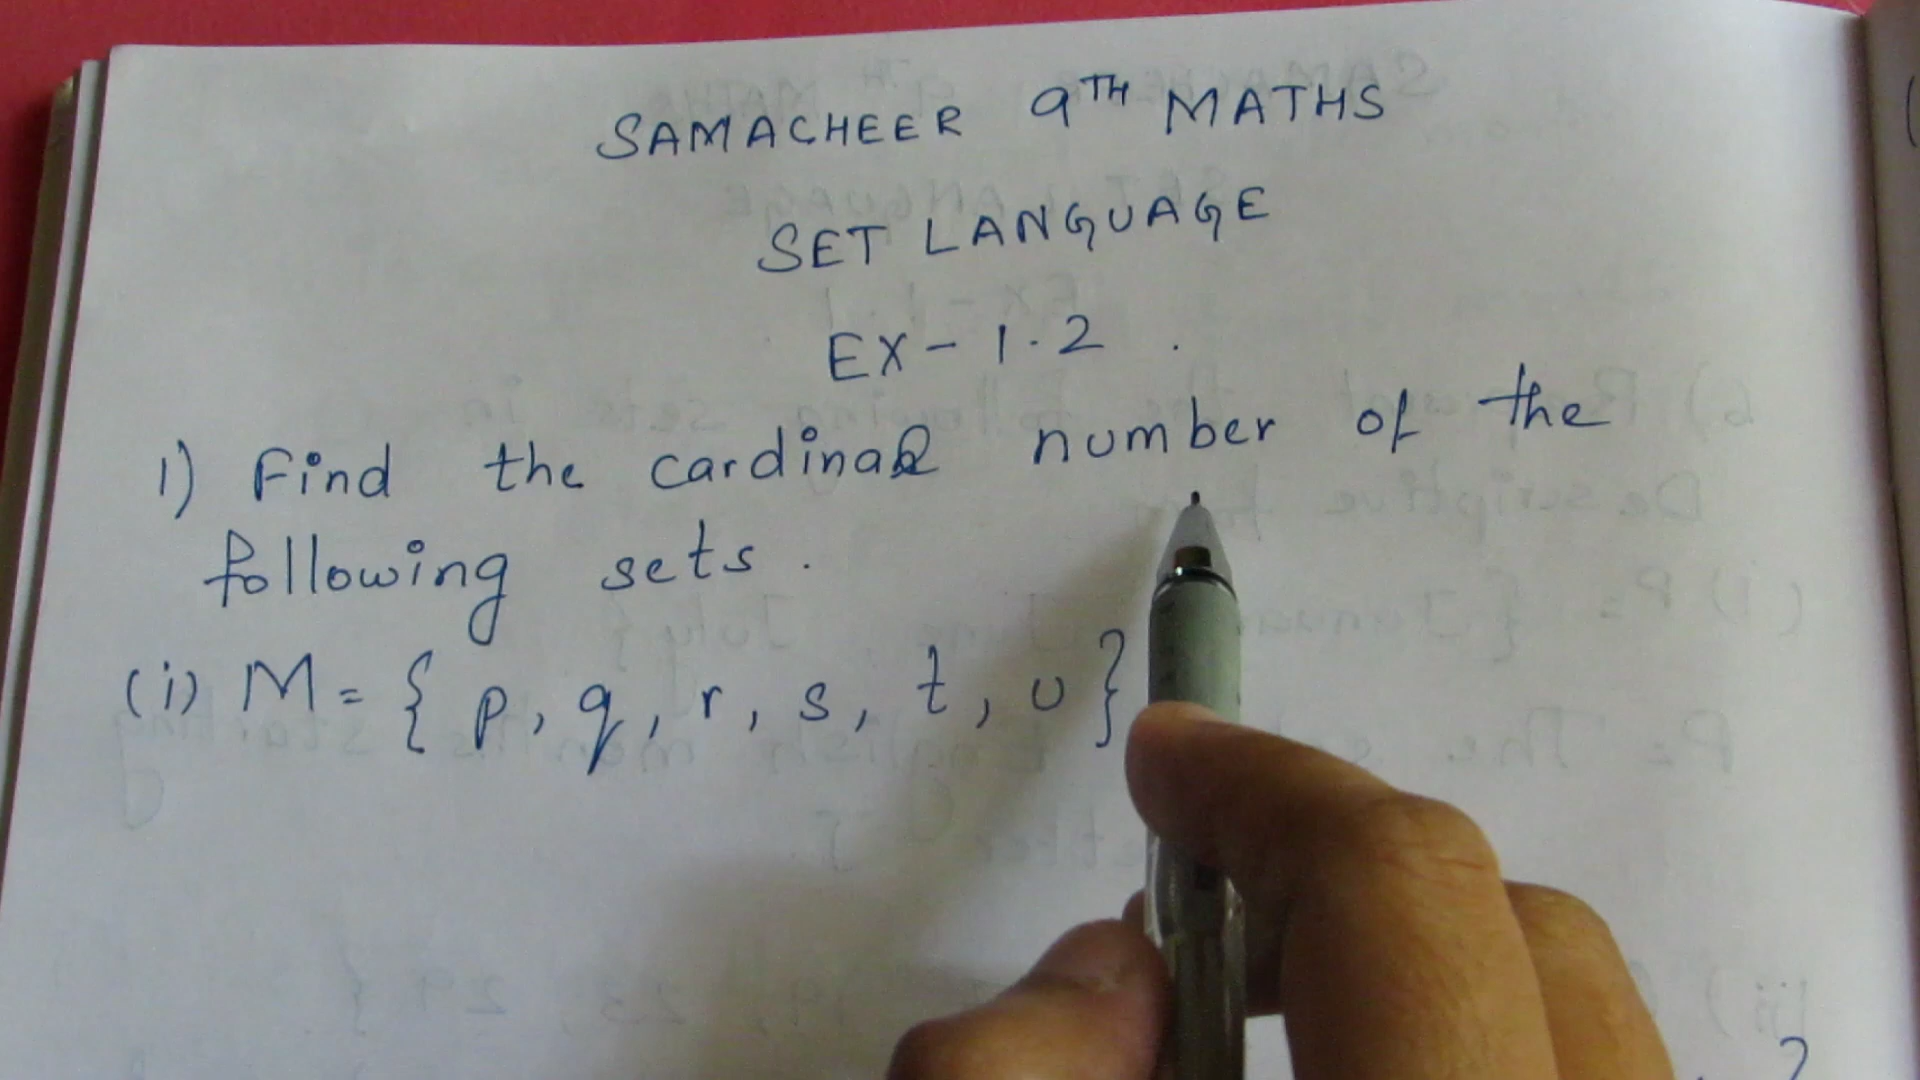 SAMACHEER 9TH MATHS
SET LANGUAGE
EX - 1.2 .
1) Find the cardinal number of the
following sets .
(i) M = { p, q, r, s, t, u }